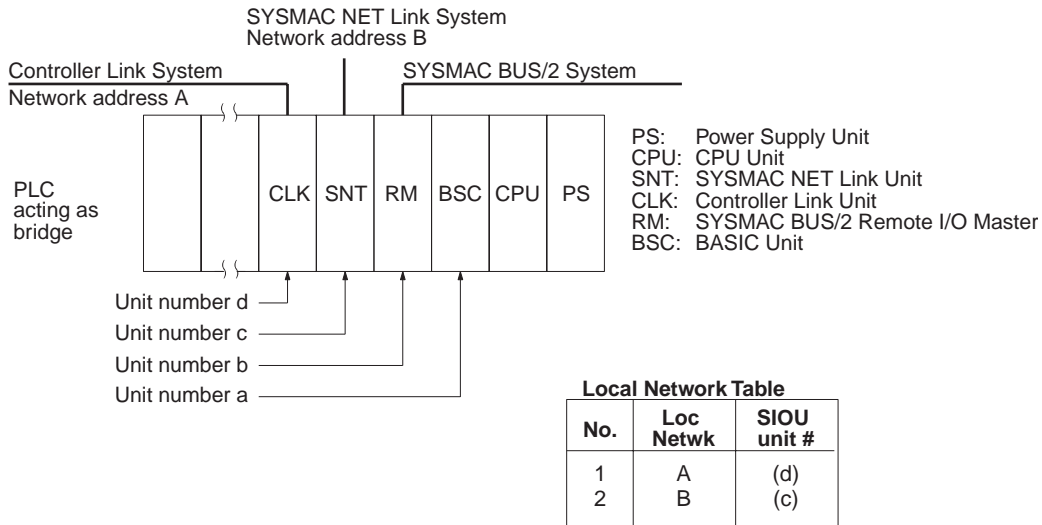 SYSMAC NET Link System
Network address B
Controller Link System
SYSMAC BUS/2 System
Network address A
PLC
acting as
bridge
CLK SNT RM BSC CPU PS
PS: Power Supply Unit
CPU: CPU Unit
SNT: SYSMAC NET Link Unit
CLK: Controller Link Unit
RM: SYSMAC BUS/2 Remote I/O Master
BSC: BASIC Unit
Unit number d
Unit number c
Unit number b
Unit number a
Local Network Table
No. Loc Netwk SIOU unit #
1 A (d)
2 B (c)